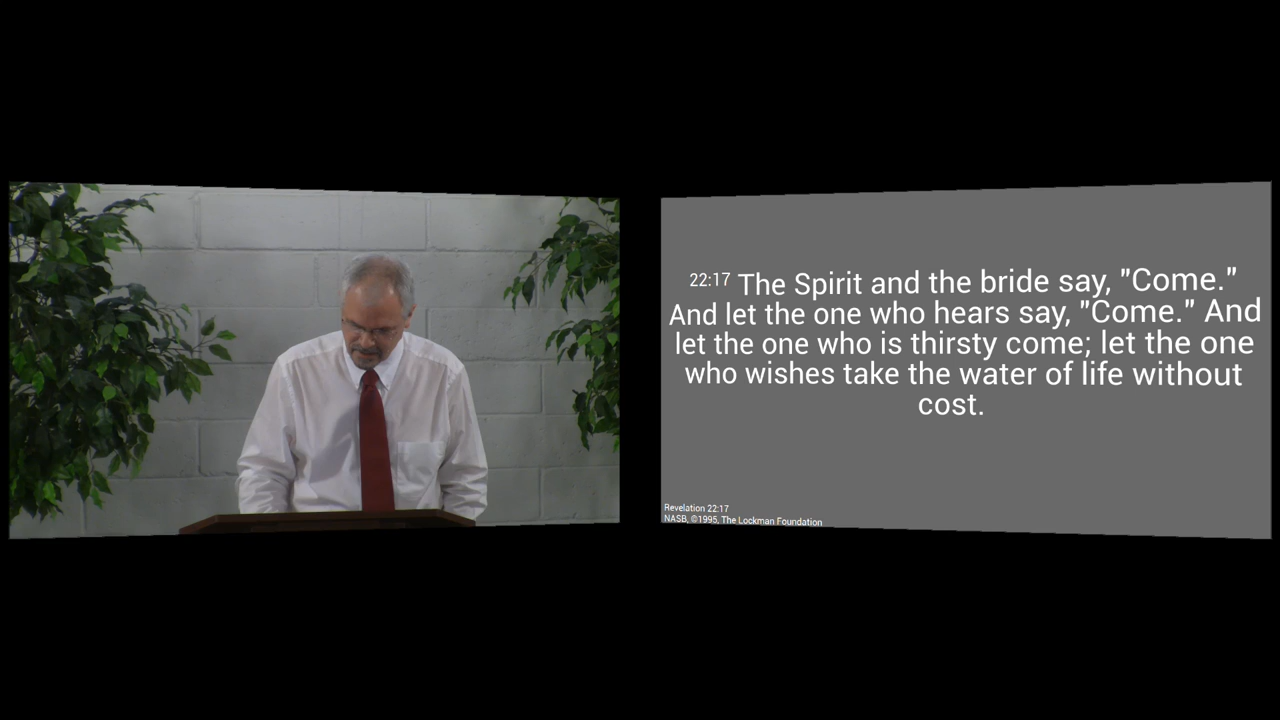 22:17 The Spirit and the bride say, "Come."
And let the one who hears say, "Come." And
let the one who is thirsty come; let the one
who wishes take the water of life without
cost.
Revelation 22:17
NASB, ©1995, The Lockman Foundation